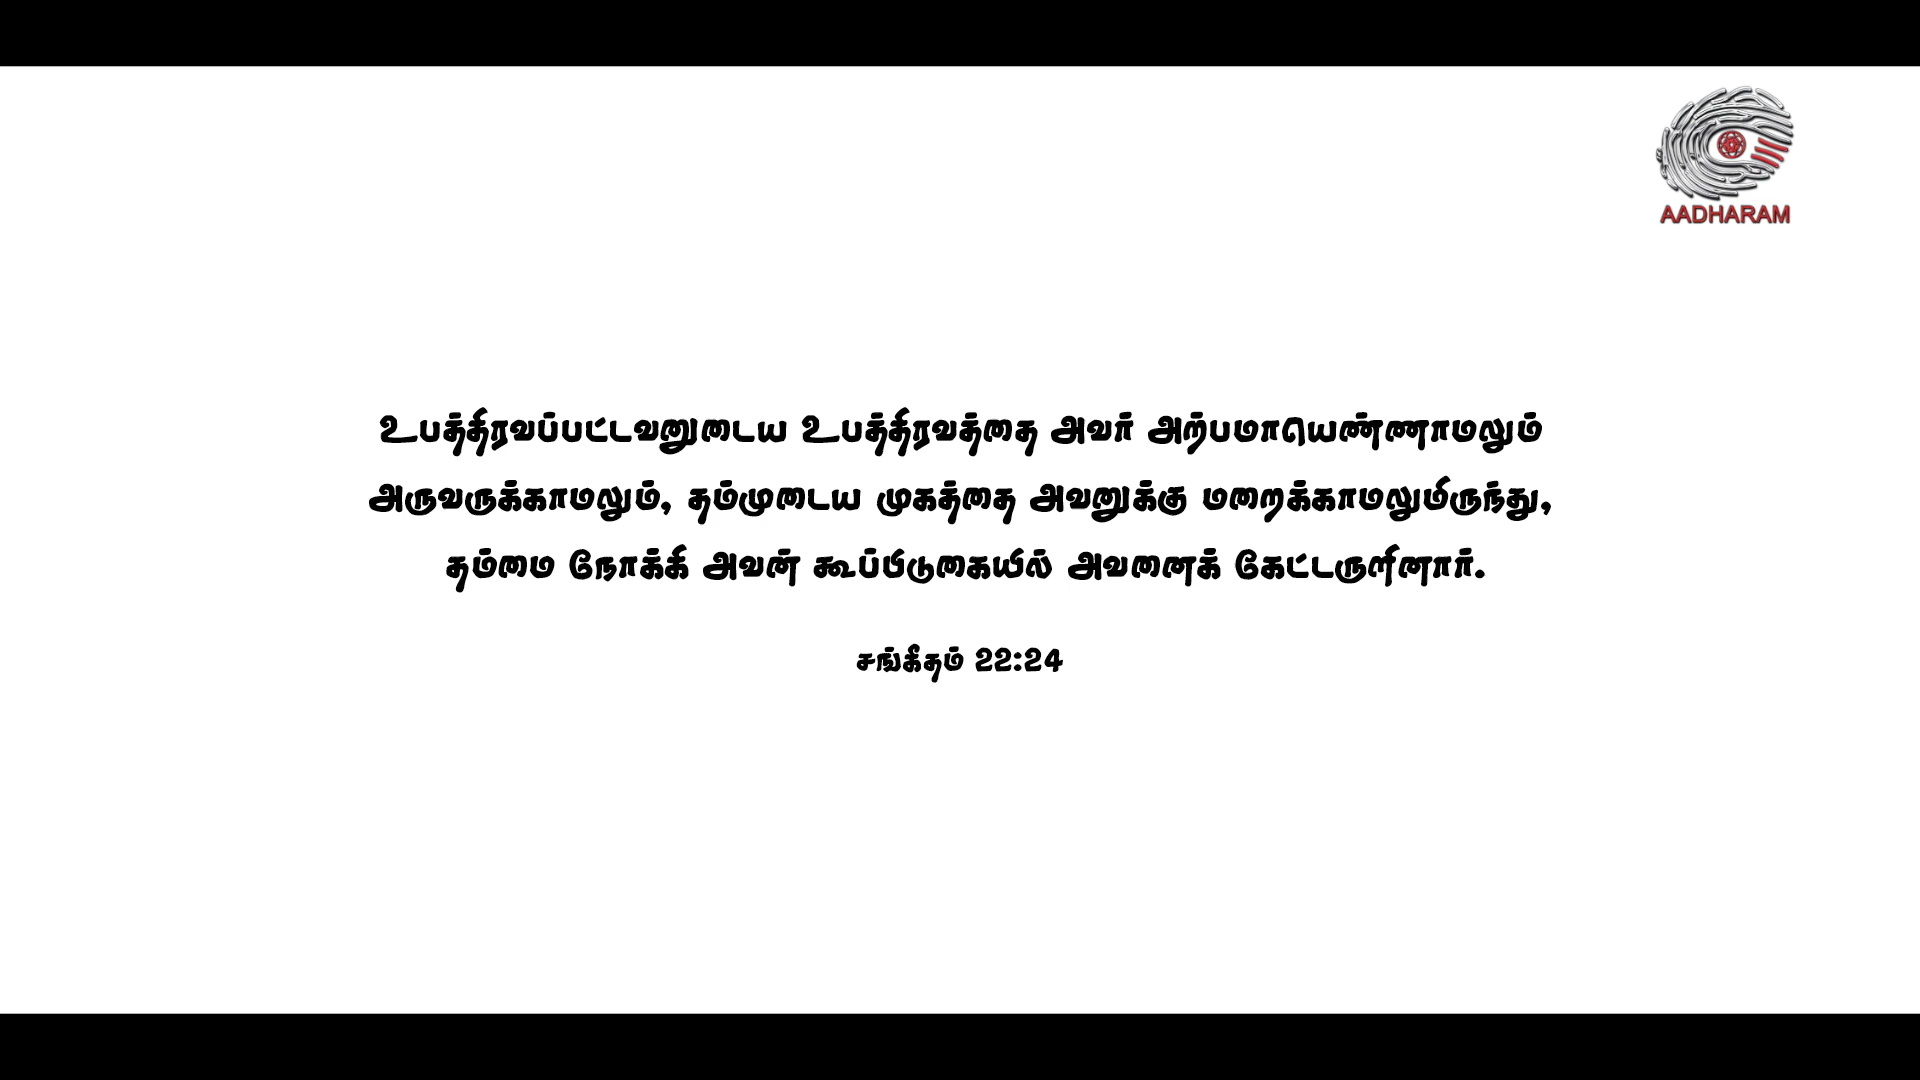 AADHARAM
உபத்திரவப்பட்டவனுடைய உபத்திரவத்தை அவர் அற்பமாயெண்ணாமலும்
அருவருக்காமலும், தம்முடைய முகத்தை அவனுக்கு மறைக்காமலுமிருந்து,
தம்மை நோக்கி அவன் கூப்பிடுகையில் அவனைக் கேட்டருளினார்.
சங்கீதம் 22:24